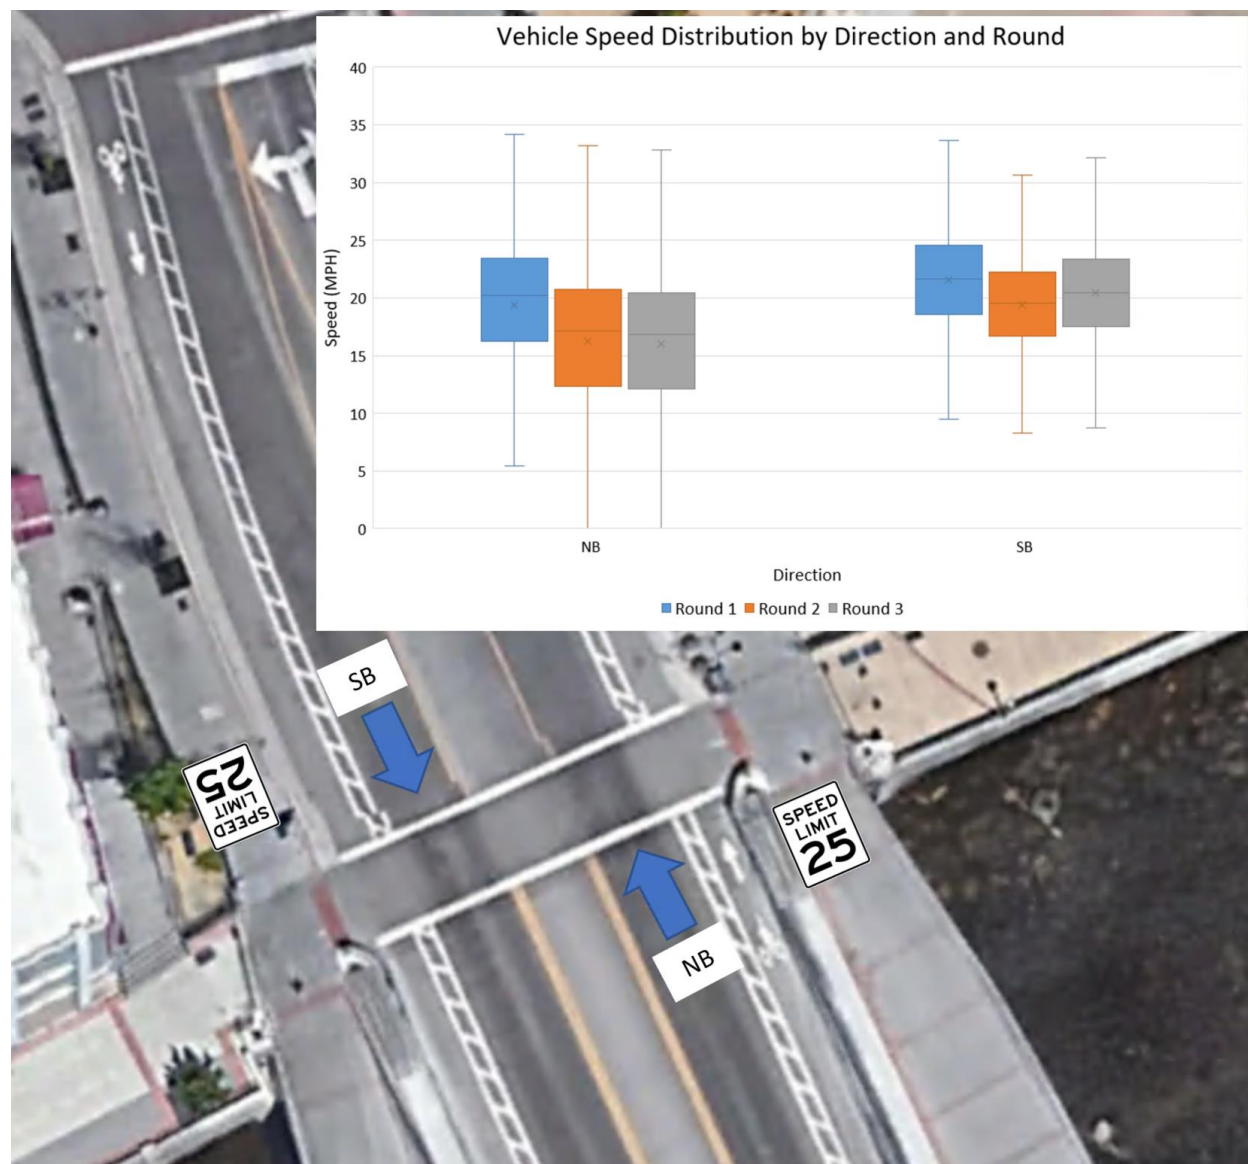 Vehicle Speed Distribution by Direction and Round
40
35
30
25
20
15
10
5
0
Speed (MPH)
NB
SB
Direction
Round 1
Round 2
Round 3
SB
SPEED
LIMIT
25
SPEED
LIMIT
25
NB